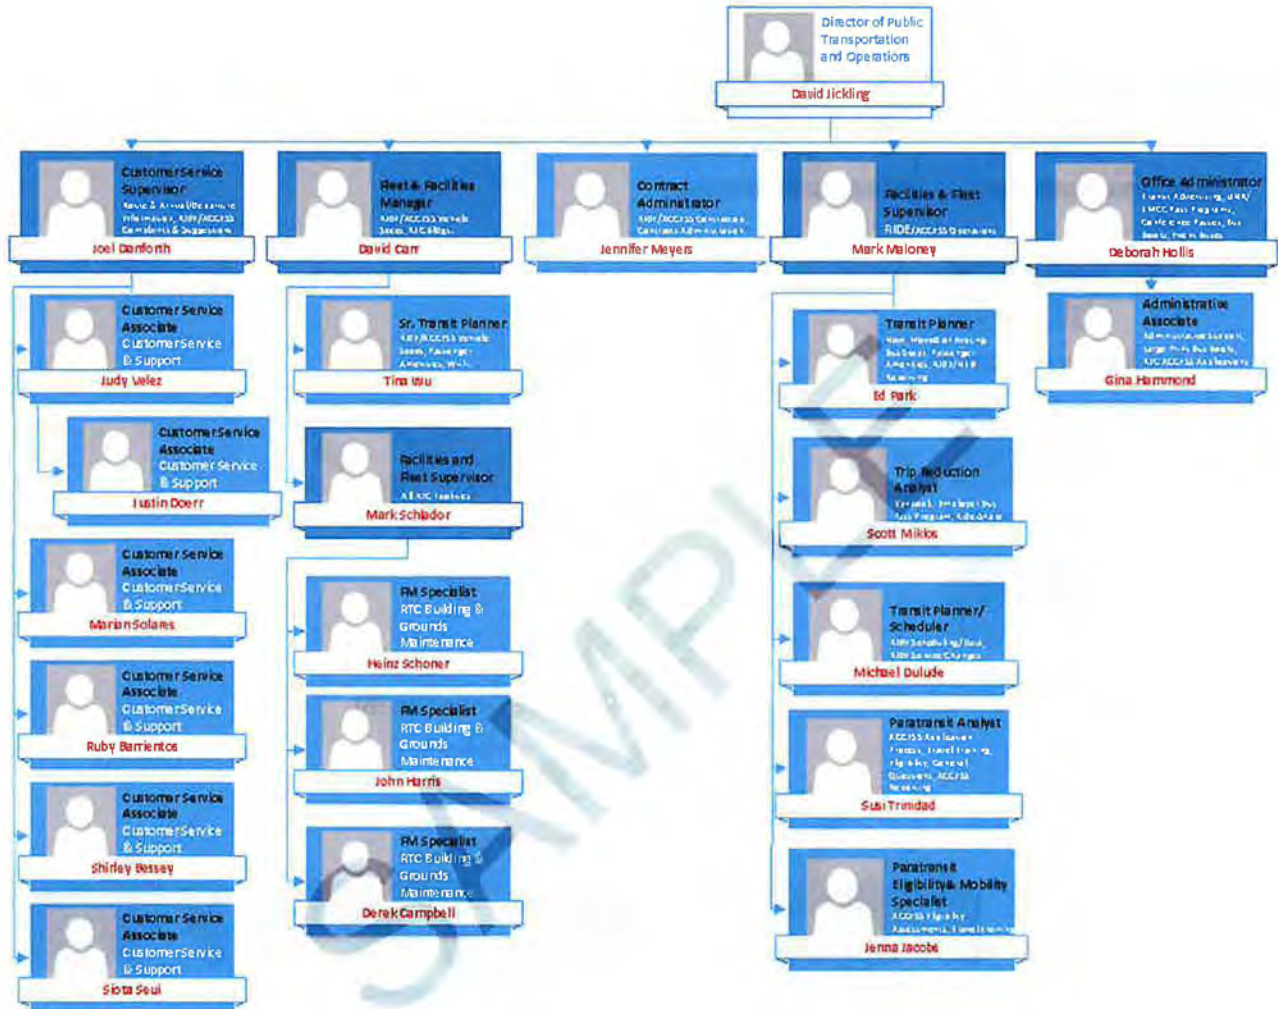 Director of Public
Transportation
and Operations
David Jickling
Customer Service
Supervisor
Joel Danforth
Fleet & Facilities
Manager
David Carr
Contract
Administrator
Jennifer Meyers
Facilities & Fleet
Supervisor
RIDE/ACCESS Operations
Mark Maloney
Office Administrator
Deborah Hollis
Customer Service
Associate
Customer Service
& Support
Judy Velez
Customer Service
Associate
Customer Service
& Support
Justin Doerr
Customer Service
Associate
Customer Service
& Support
Marian Solares
Customer Service
Associate
Customer Service
& Support
Ruby Barrientos
Customer Service
Associate
Customer Service
& Support
Shirley Bessey
Customer Service
Associate
Customer Service
& Support
Siota Seui
Sr. Transit Planner
Tina Wu
Facilities and
Fleet Supervisor
Mark Schlador
FM Specialist
RTC Building &
Grounds
Maintenance
Heinz Schoner
FM Specialist
RTC Building &
Grounds
Maintenance
John Harris
FM Specialist
RTC Building &
Grounds
Maintenance
Derek Campbell
Transit Planner
Ed Park
Trip Reduction
Analyst
Scott Miklos
Transit Planner/
Scheduler
Michael Dulude
Paratransit Analyst
Susi Trinidad
Paratransit
Eligibility & Mobility
Specialist
Jenna Jacobs
Administrative
Associate
Gina Hammond
SAMPLE